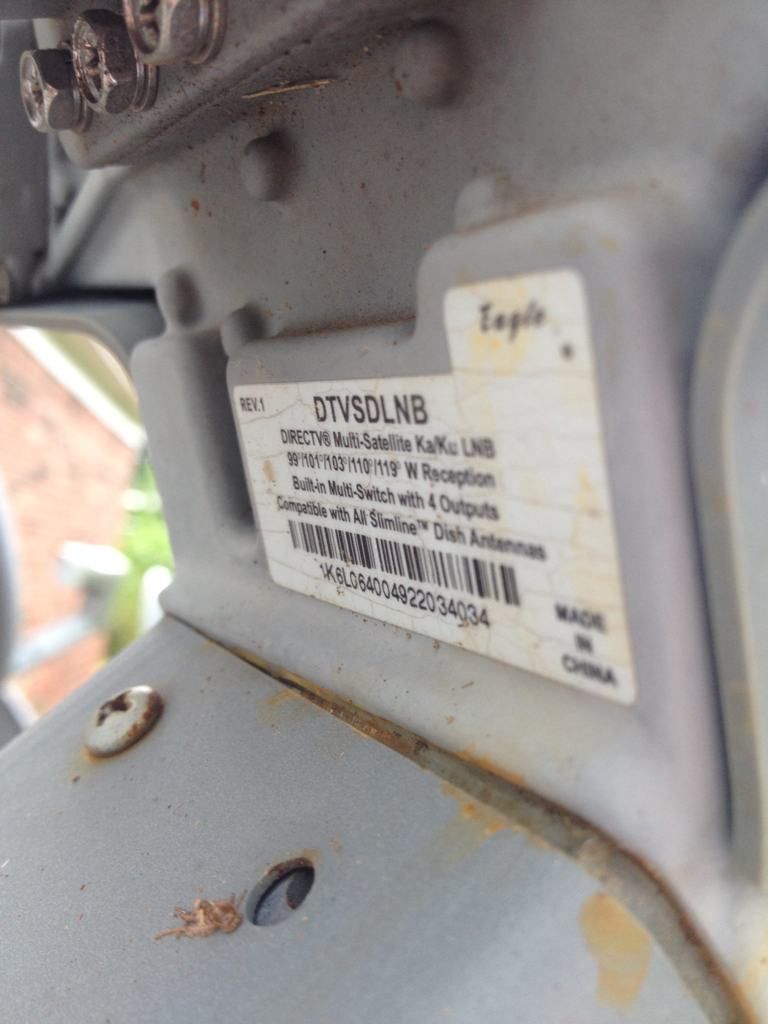 Eagle
REV.1
DTVSDLNB
DIRECTV® Multi-Satellite Ka/Ku LNB
99°/101°/103°/110°/119° W Reception
Built-in Multi-Switch with 4 Outputs
Compatible with All Slimline™ Dish Antennas
1K6L064004922034034
MADE
IN
CHINA